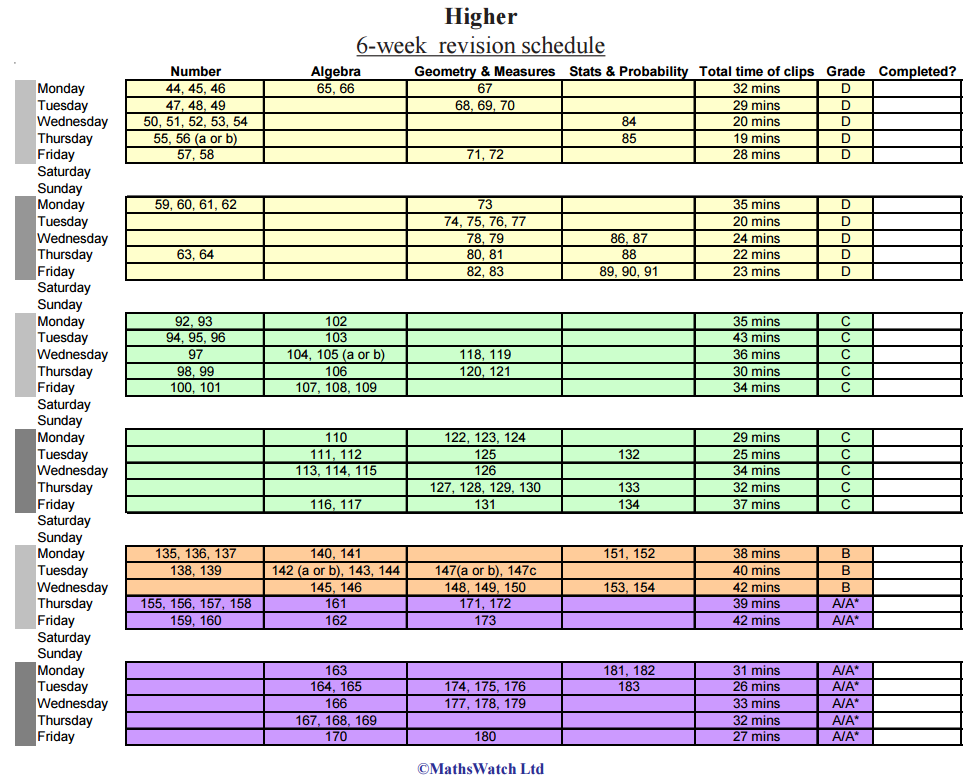 Higher
6-week revision schedule
Number Algebra Geometry & Measures Stats & Probability Total time of clips Grade Completed?
Monday 44, 45, 46 65, 66 67 32 mins D
Tuesday 47, 48, 49 68, 69, 70 29 mins D
Wednesday 50, 51, 52, 53, 54 84 20 mins D
Thursday 55, 56 (a or b) 85 19 mins D
Friday 57, 58 71, 72 28 mins D
Saturday
Sunday
Monday 59, 60, 61, 62 73 35 mins D
Tuesday 74, 75, 76, 77 20 mins D
Wednesday 78, 79 86, 87 24 mins D
Thursday 63, 64 80, 81 88 22 mins D
Friday 82, 83 89, 90, 91 23 mins D
Saturday
Sunday
Monday 92, 93 102 35 mins C
Tuesday 94, 95, 96 103 43 mins C
Wednesday 97 104, 105 (a or b) 118, 119 36 mins C
Thursday 98, 99 106 120, 121 30 mins C
Friday 100, 101 107, 108, 109 34 mins C
Saturday
Sunday
Monday 110 122, 123, 124 29 mins C
Tuesday 111, 112 125 132 25 mins C
Wednesday 113, 114, 115 126 34 mins C
Thursday 127, 128, 129, 130 133 32 mins C
Friday 116, 117 131 134 37 mins C
Saturday
Sunday
Monday 135, 136, 137 140, 141 151, 152 38 mins B
Tuesday 138, 139 142 (a or b), 143, 144 147(a or b), 147c 40 mins B
Wednesday 145, 146 148, 149, 150 153, 154 42 mins B
Thursday 155, 156, 157, 158 161 171, 172 39 mins A/A*
Friday 159, 160 162 173 42 mins A/A*
Saturday
Sunday
Monday 163 181, 182 31 mins A/A*
Tuesday 164, 165 174, 175, 176 183 26 mins A/A*
Wednesday 166 177, 178, 179 33 mins A/A*
Thursday 167, 168, 169 32 mins A/A*
Friday 170 180 27 mins A/A*
©MathsWatch Ltd